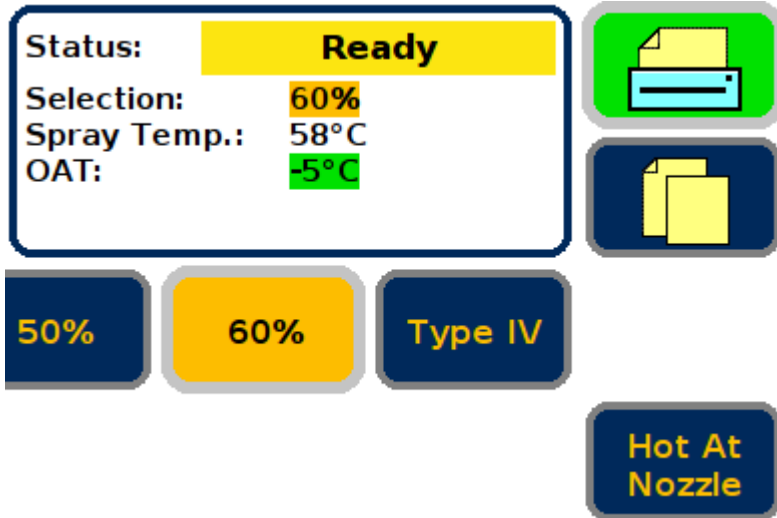 Status: Ready
Selection: 60%
Spray Temp.: 58°C
OAT: -5°C
50%
60%
Type IV
Hot At
Nozzle